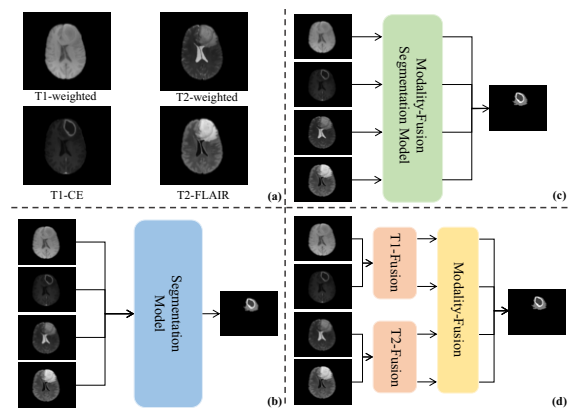 T1-weighted
T2-weighted
T1-CE
T2-FLAIR
(a)
Modality-Fusion
Segmentation Model
(c)
Segmentation
Model
(b)
T1-Fusion
T2-Fusion
Modality-Fusion
(d)